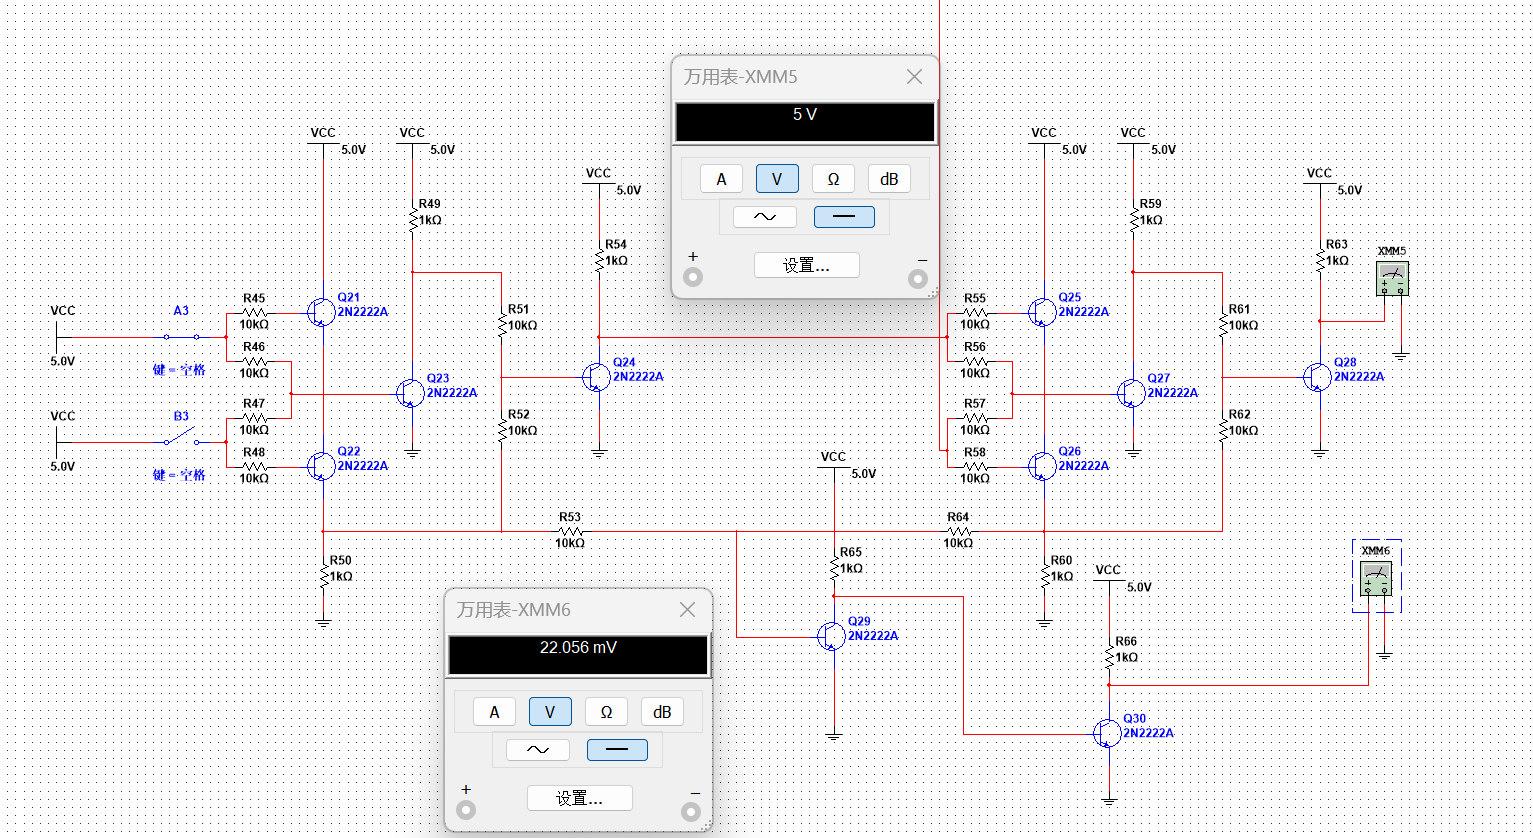 万用表-XMM5
5 V
A
V
Ω
dB
+
设置...
−
VCC
5.0V
VCC
5.0V
VCC
5.0V
VCC
5.0V
VCC
5.0V
VCC
5.0V
R49
1kΩ
R59
1kΩ
R54
1kΩ
R63
1kΩ
XMM5
VCC
5.0V
A3
键 = 空格
R45
10kΩ
Q21
2N2222A
R51
10kΩ
R55
10kΩ
Q25
2N2222A
R61
10kΩ
R46
10kΩ
Q23
2N2222A
Q24
2N2222A
R56
10kΩ
Q27
2N2222A
Q28
2N2222A
VCC
5.0V
B3
键 = 空格
R47
10kΩ
R48
10kΩ
Q22
2N2222A
R52
10kΩ
R57
10kΩ
R58
10kΩ
Q26
2N2222A
R62
10kΩ
VCC
5.0V
R53
10kΩ
R64
10kΩ
R50
1kΩ
R65
1kΩ
R60
1kΩ
VCC
5.0V
XMM6
万用表-XMM6
22.056 mV
A
V
Ω
dB
+
设置...
−
Q29
2N2222A
R66
1kΩ
Q30
2N2222A